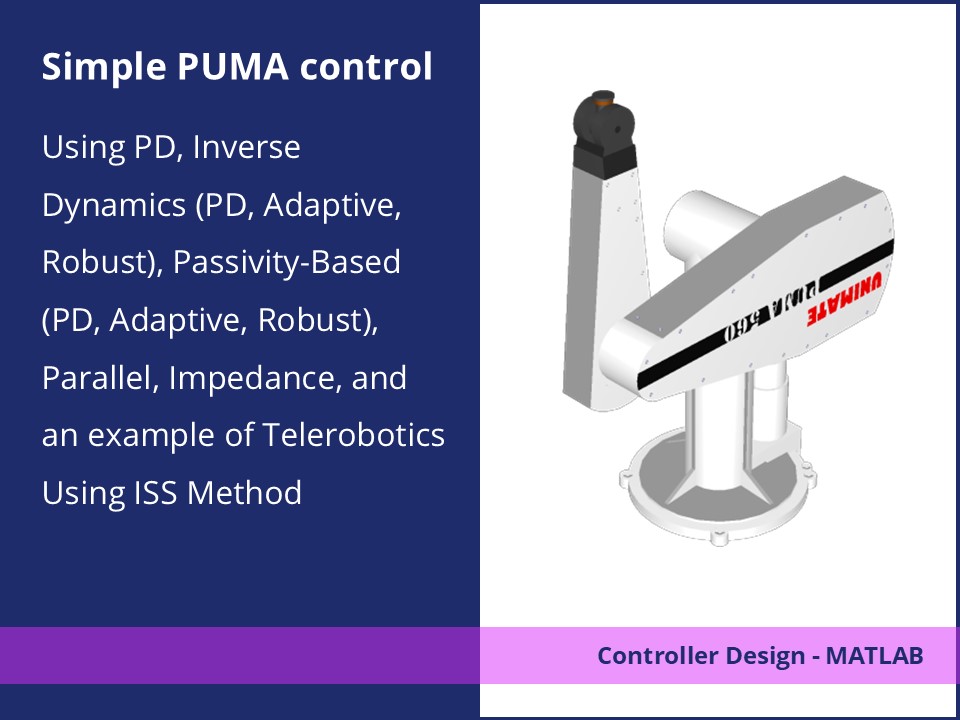 Simple PUMA control
Using PD, Inverse
Dynamics (PD, Adaptive,
Robust), Passivity-Based
(PD, Adaptive, Robust),
Parallel, Impedance, and
an example of Telerobotics
Using ISS Method
UNIMATE
PUMA 560
Controller Design - MATLAB